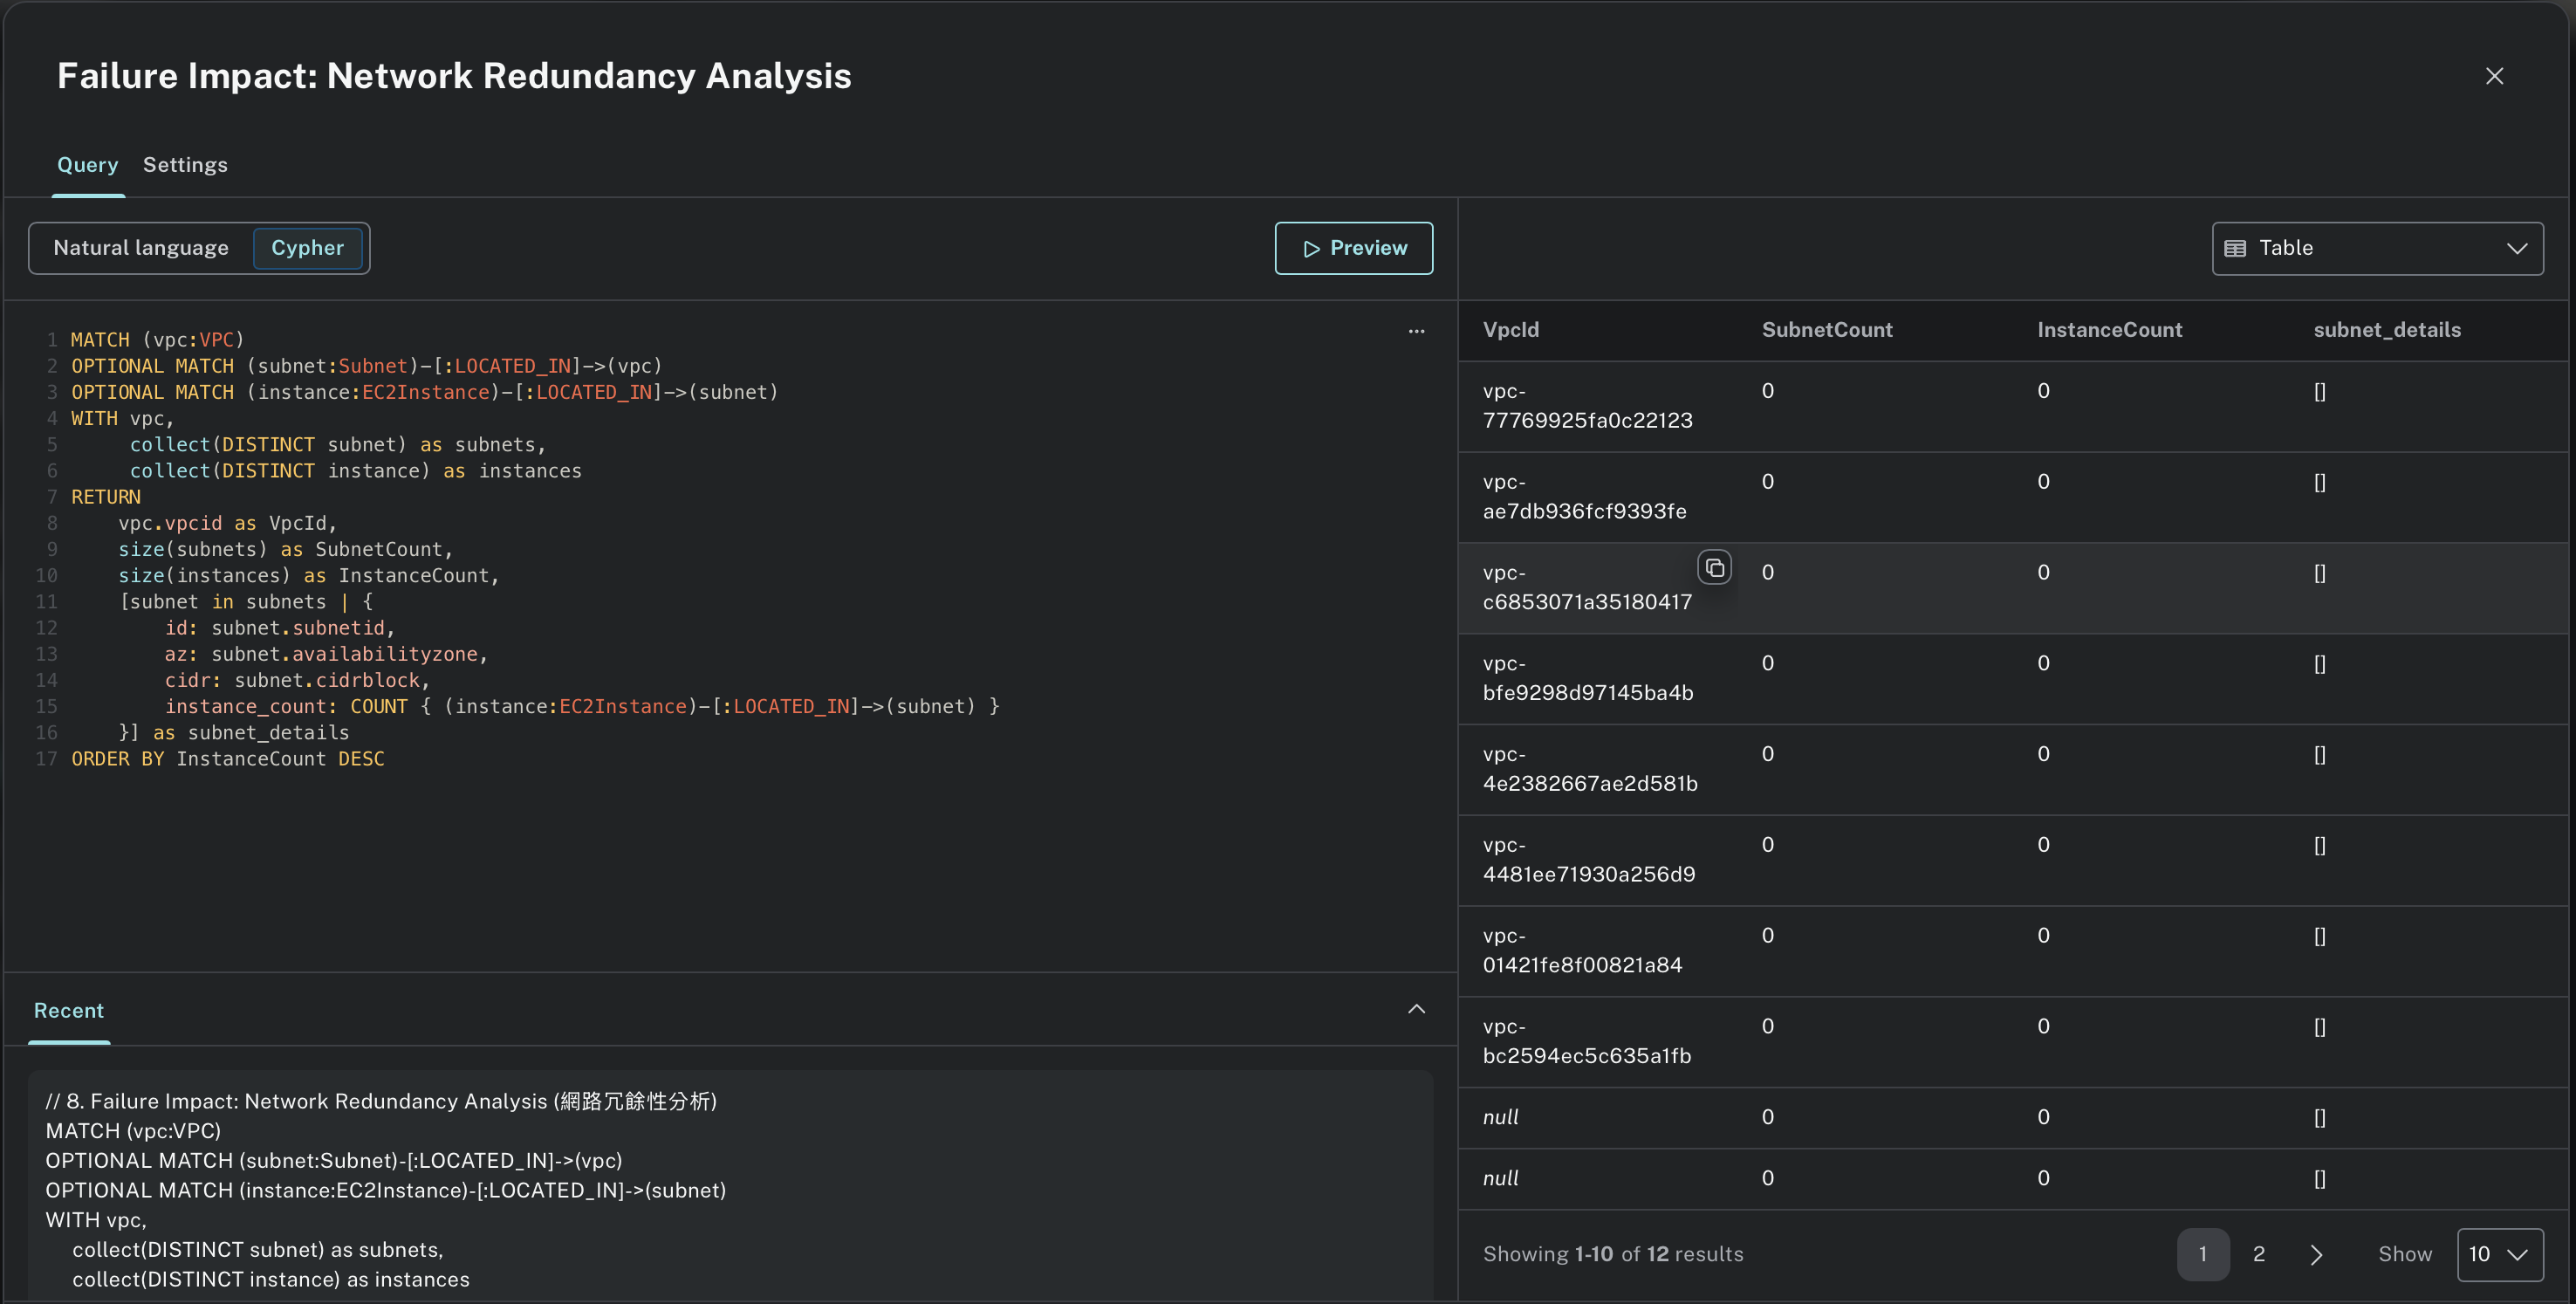 Failure Impact: Network Redundancy Analysis
Query Settings
Natural language Cypher
Preview
Table
1 MATCH (vpc:VPC)
2 OPTIONAL MATCH (subnet:Subnet)-[:LOCATED_IN]->(vpc)
3 OPTIONAL MATCH (instance:EC2Instance)-[:LOCATED_IN]->(subnet)
4 WITH vpc,
5 collect(DISTINCT subnet) as subnets,
6 collect(DISTINCT instance) as instances
7 RETURN
8 vpc.vpcid as VpcId,
9 size(subnets) as SubnetCount,
10 size(instances) as InstanceCount,
11 [subnet in subnets | {
12 id: subnet.subnetid,
13 az: subnet.availabilityzone,
14 cidr: subnet.cidrblock,
15 instance_count: COUNT { (instance:EC2Instance)-[:LOCATED_IN]->(subnet) }
16 }] as subnet_details
17 ORDER BY InstanceCount DESC
Recent
// 8. Failure Impact: Network Redundancy Analysis (網路冗餘性分析)
MATCH (vpc:VPC)
OPTIONAL MATCH (subnet:Subnet)-[:LOCATED_IN]->(vpc)
OPTIONAL MATCH (instance:EC2Instance)-[:LOCATED_IN]->(subnet)
WITH vpc,
collect(DISTINCT subnet) as subnets,
collect(DISTINCT instance) as instances
VpcId SubnetCount InstanceCount subnet_details
vpc- 0 0 []
77769925fa0c22123
vpc- 0 0 []
ae7db936fcf9393fe
vpc- 0 0 []
c6853071a35180417
vpc- 0 0 []
bfe9298d97145ba4b
vpc- 0 0 []
4e2382667ae2d581b
vpc- 0 0 []
4481ee71930a256d9
vpc- 0 0 []
01421fe8f00821a84
vpc- 0 0 []
bc2594ec5c635a1fb
null 0 0 []
null 0 0 []
Showing 1-10 of 12 results
1 2 Show 10